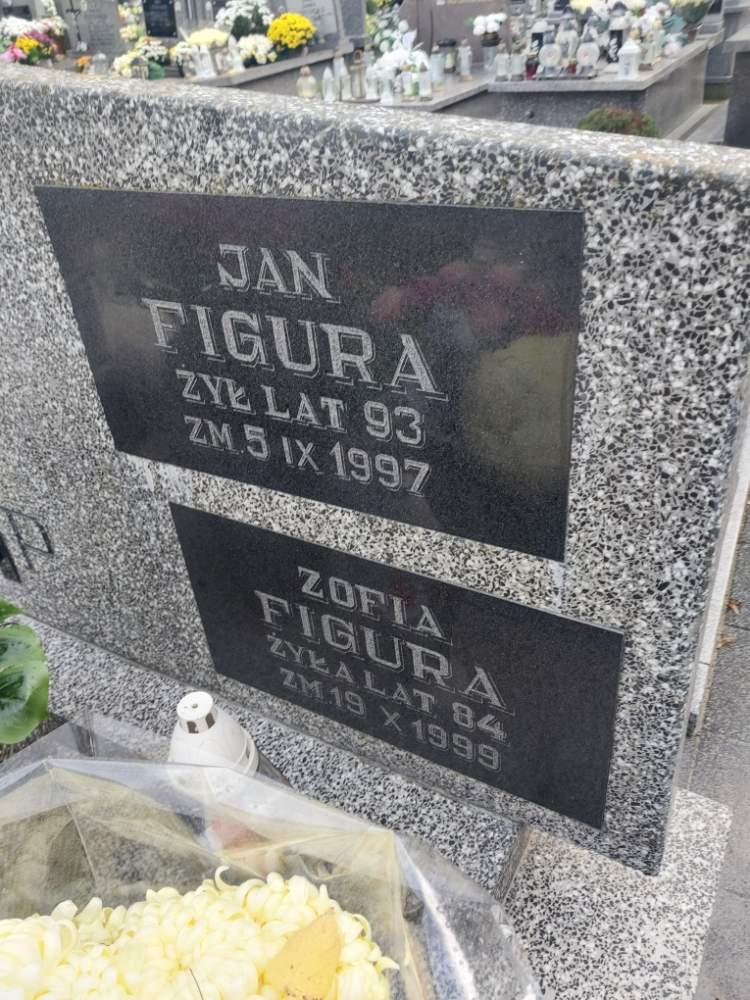 JAN
FIGURA
ŻYŁ LAT 93
ZM 5 IX 1997
ZOFIA
FIGURA
ŻYŁA LAT 84
ZM 19 X 1999